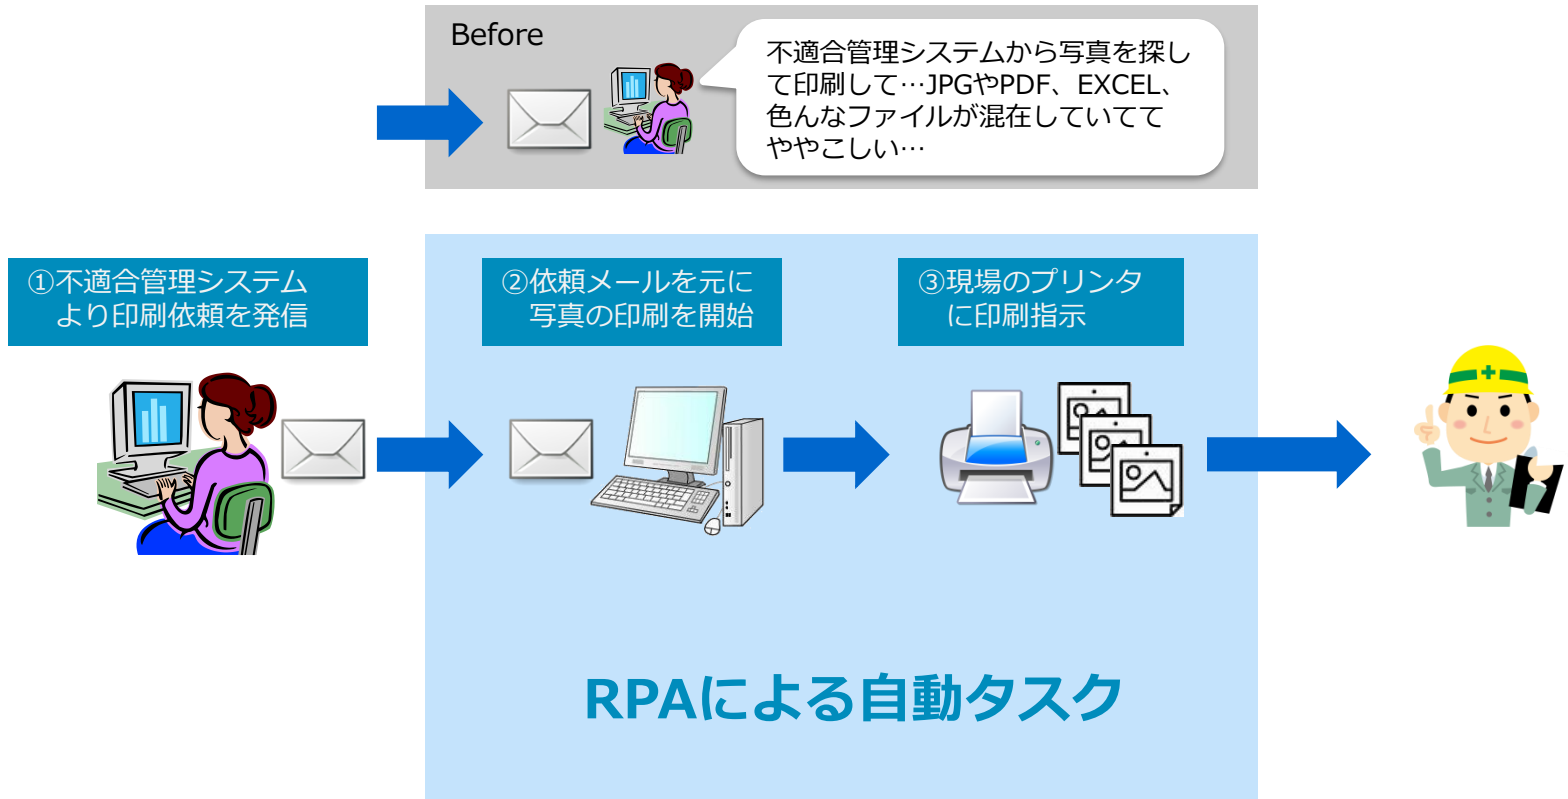 Before
不適合管理システムから写真を探し
て印刷して…JPGやPDF、EXCEL、
色んなファイルが混在していてて
ややこしい…
①不適合管理システム
より印刷依頼を発信
②依頼メールを元に
写真の印刷を開始
③現場のプリンタ
に印刷指示
RPAによる自動タスク